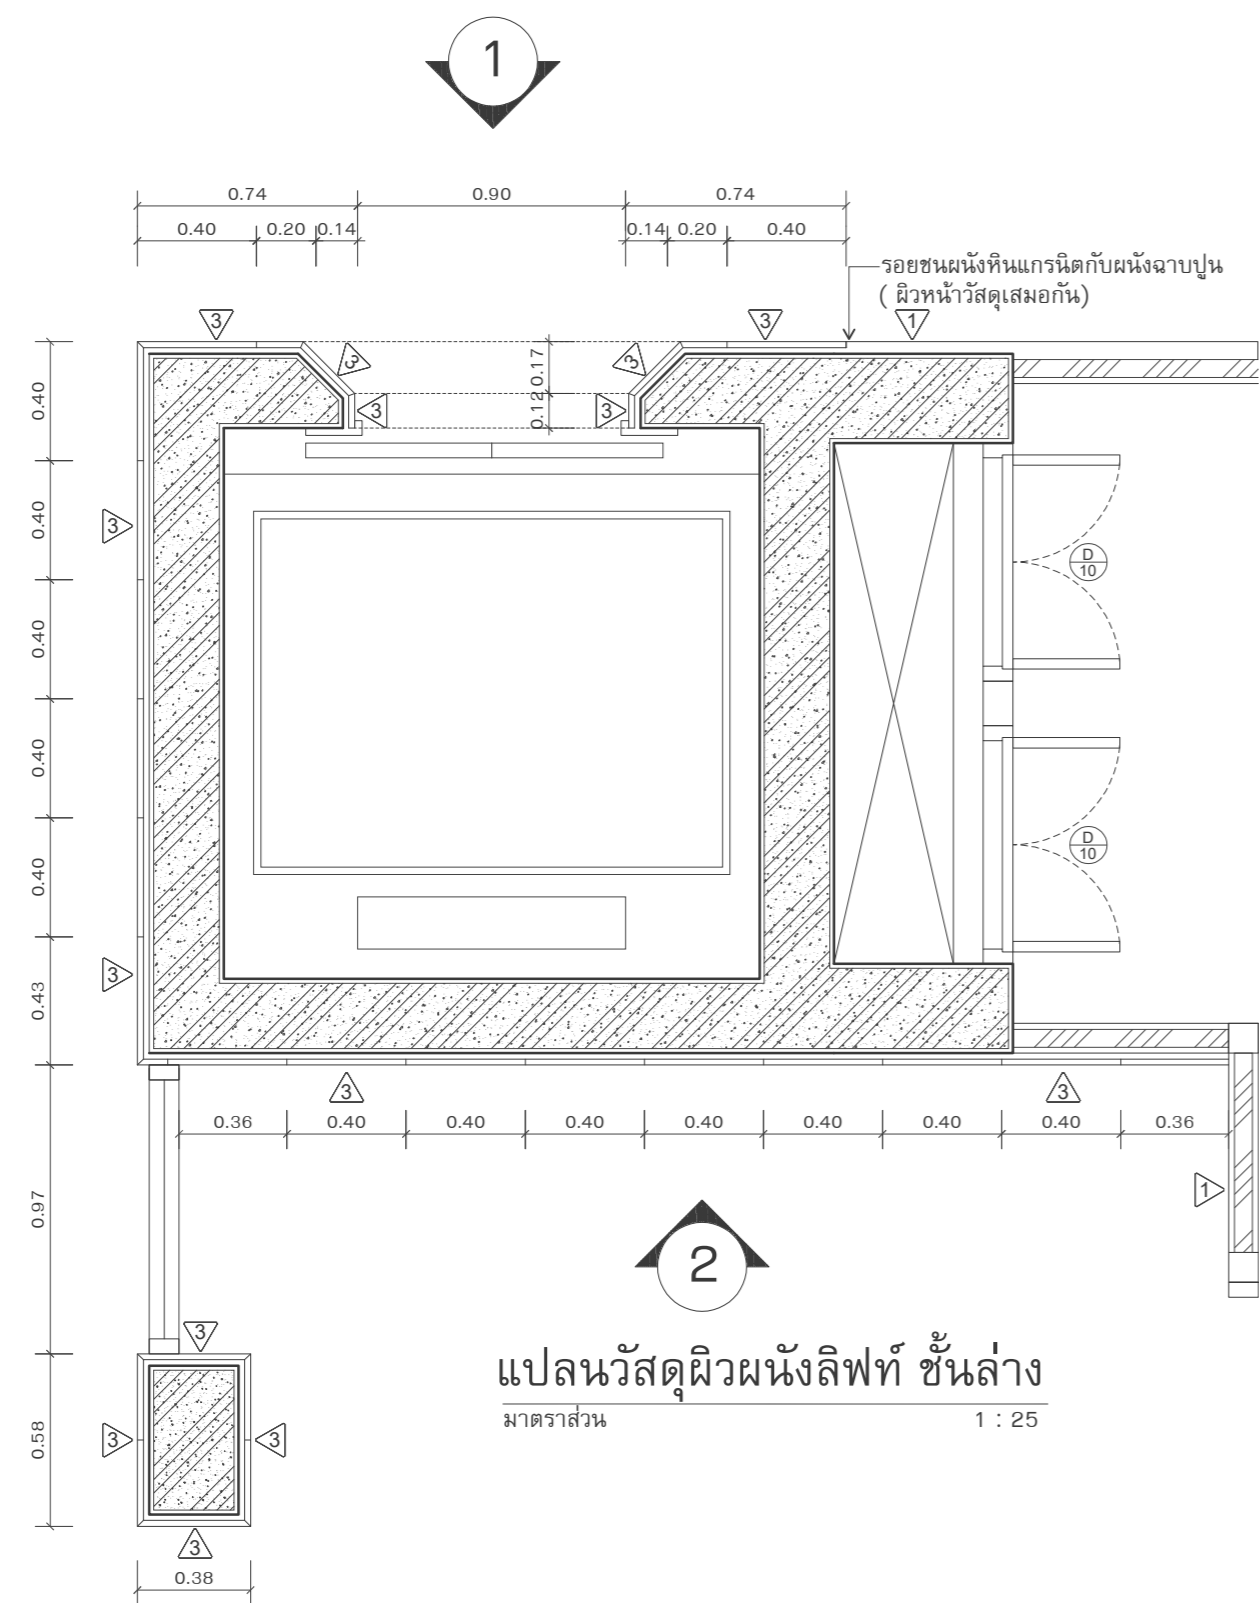 1
0.74 0.90 0.74
0.40 0.20 0.14 0.14 0.20 0.40
รอยชนผนังหินแกรนิตกับผนังฉาบปูน
( ผิวหน้าวัสดุเสมอกัน)
3 3 1
3 3
0.17
0.40
3 3
0.12
0.40
3
D
10
0.40
0.40
D
10
0.40
3
0.43
3 3
0.36 0.40 0.40 0.40 0.40 0.40 0.40 0.40 0.36
1
0.97
2
3
แปลนวัสดุผิวผนังลิฟท์ ชั้นล่าง
มาตราส่วน 1 : 25
0.58
3 3
3
0.38